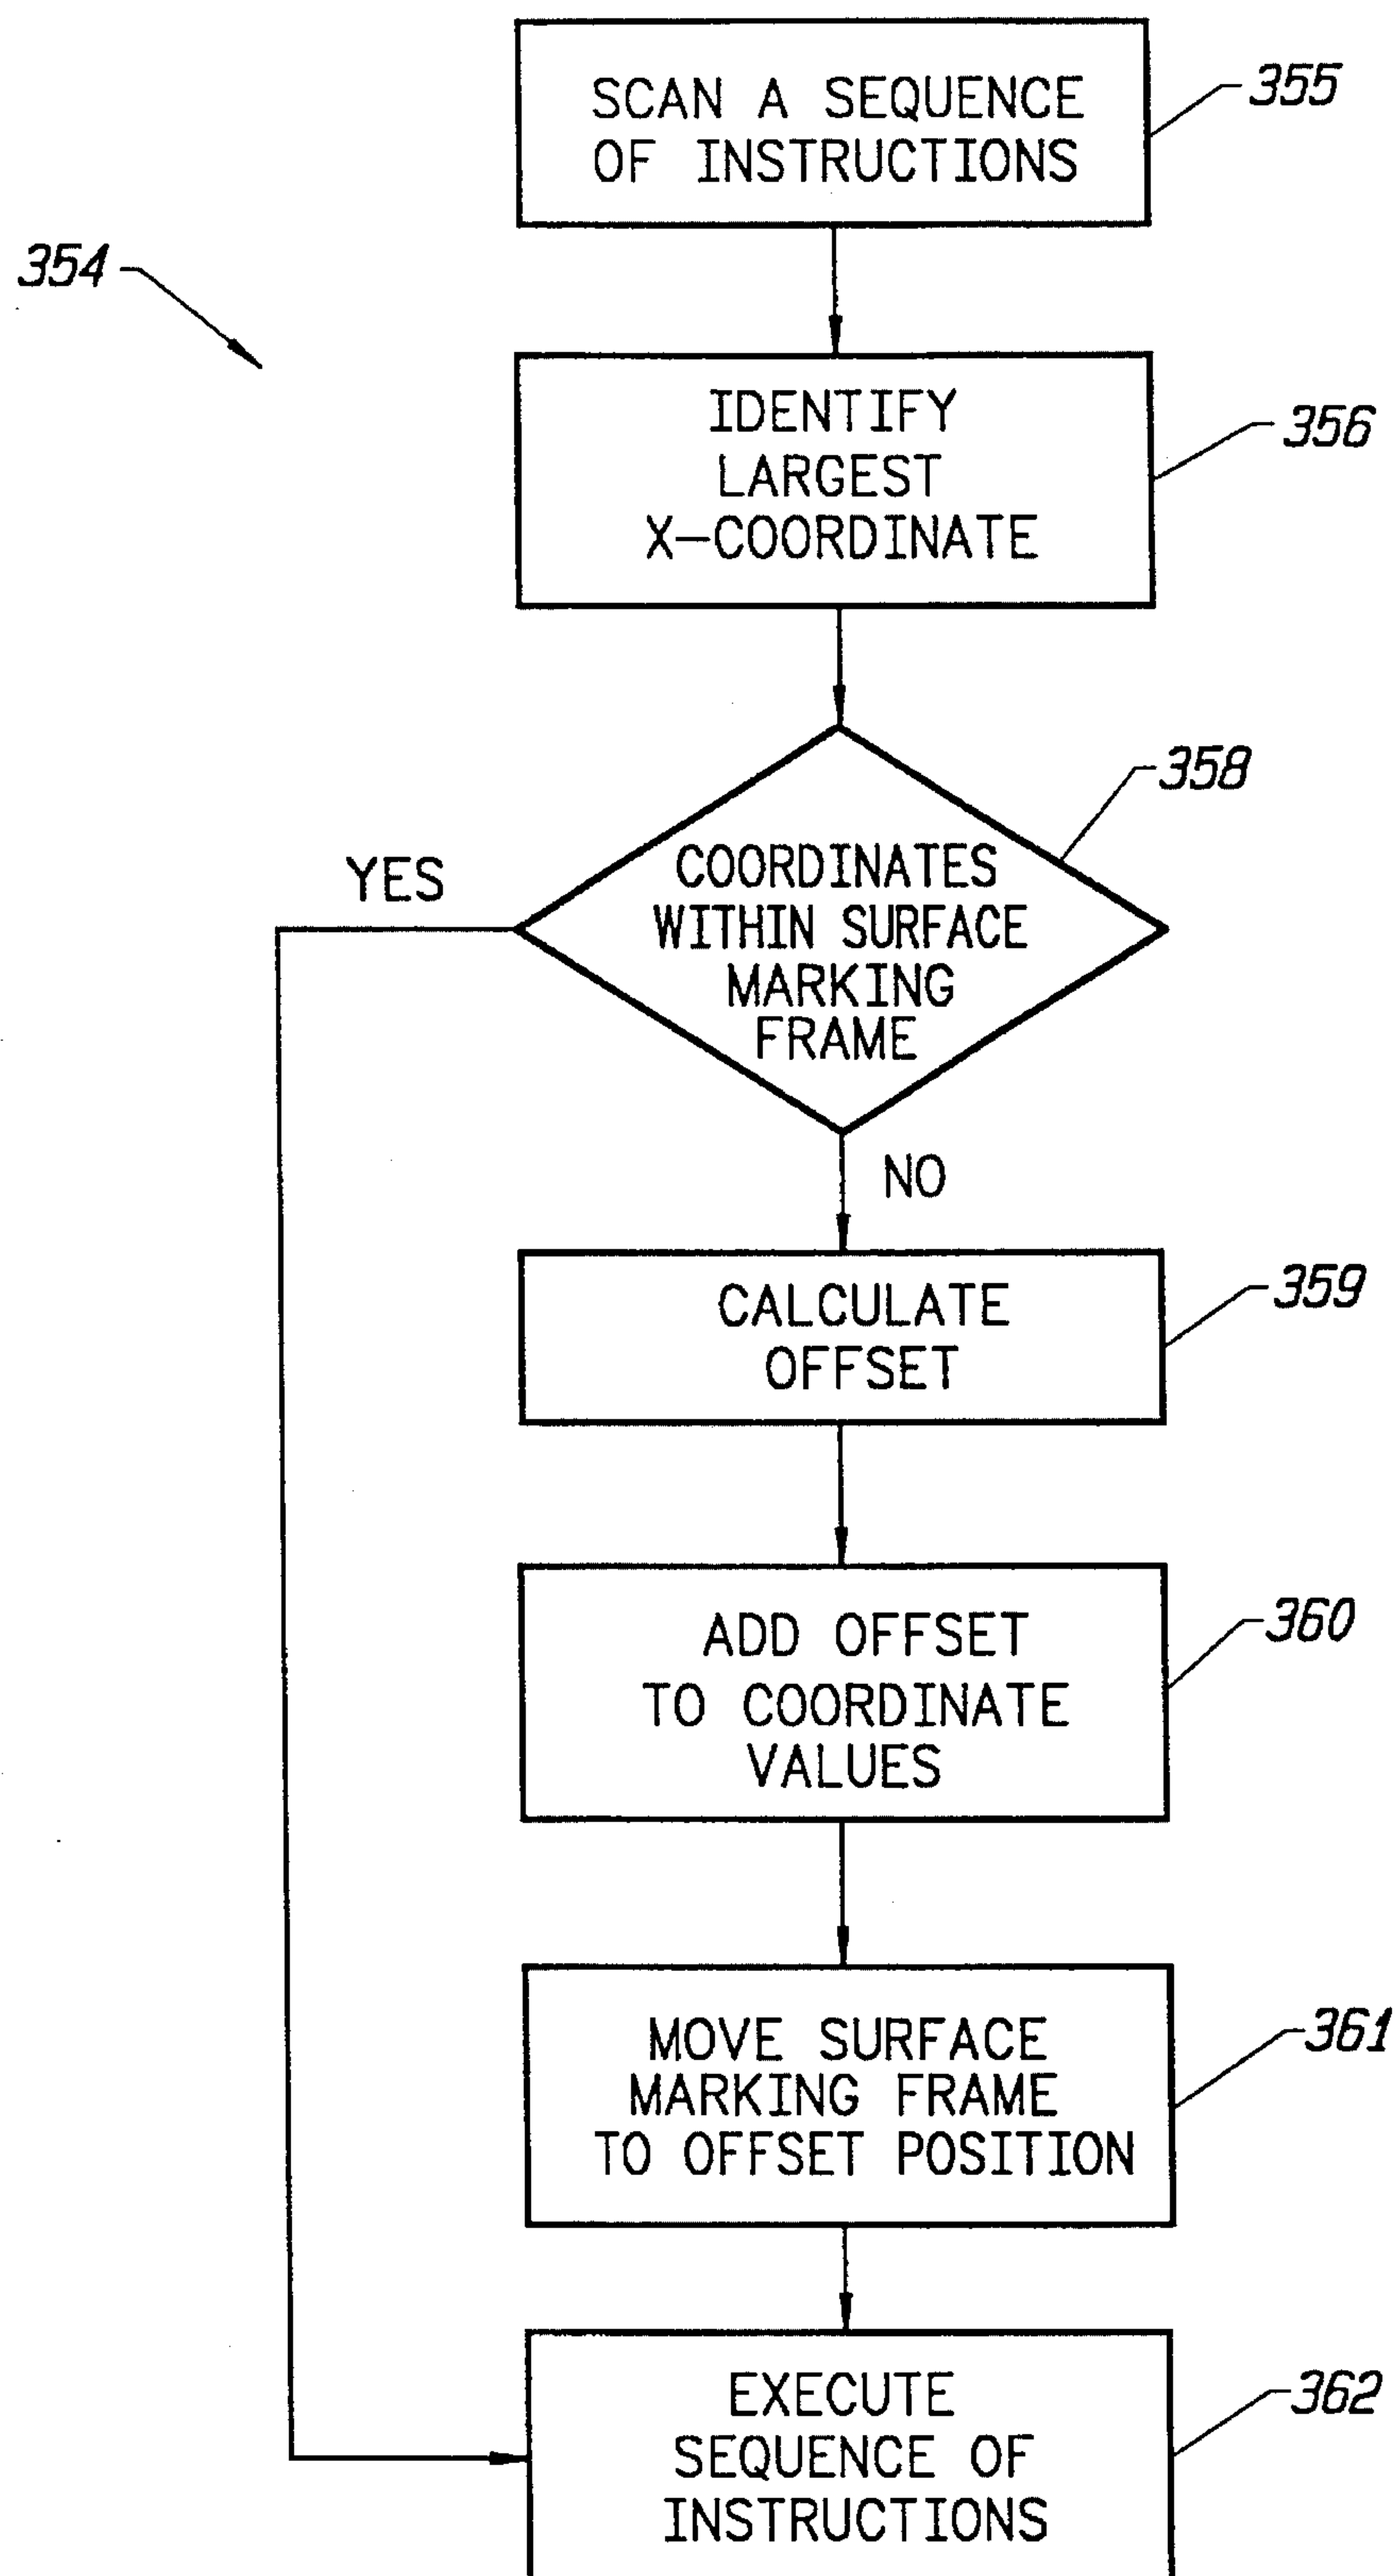 SCAN A SEQUENCE
OF INSTRUCTIONS
355
354
IDENTIFY
LARGEST
X-COORDINATE
356
358
COORDINATES
WITHIN SURFACE
MARKING
FRAME
YES
NO
CALCULATE
OFFSET
359
ADD OFFSET
TO COORDINATE
VALUES
360
MOVE SURFACE
MARKING FRAME
TO OFFSET POSITION
361
EXECUTE
SEQUENCE OF
INSTRUCTIONS
362